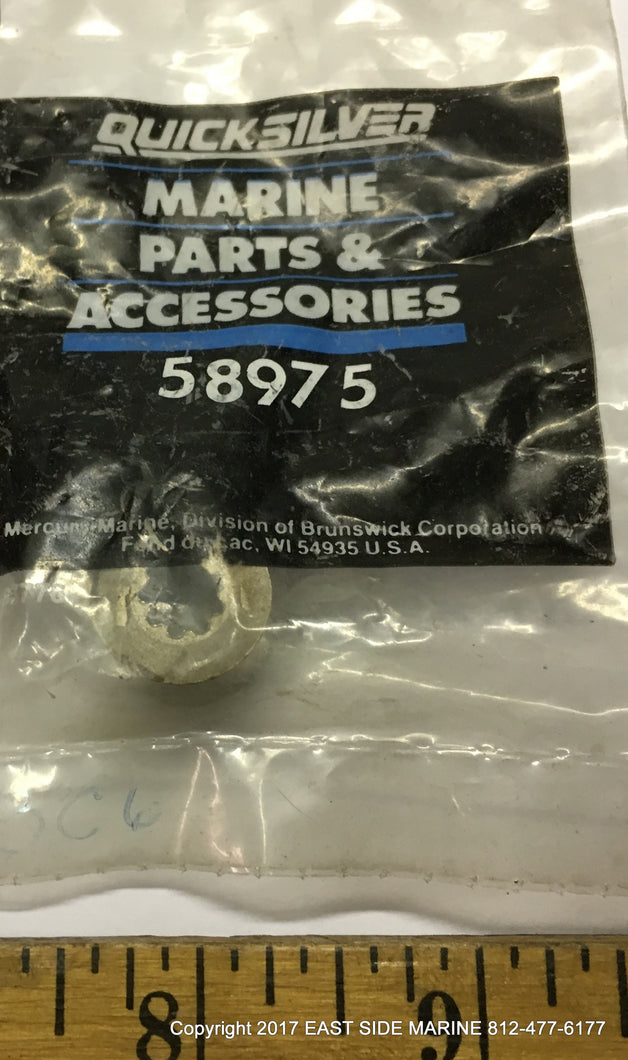 QUICKSILVER
MARINE
PARTS &
ACCESSORIES
58975
Mercury Marine, Division of Brunswick Corporation
Fond du Lac, WI 54935 U.S.A.
8 9
Copyright 2017 EAST SIDE MARINE 812-477-6177